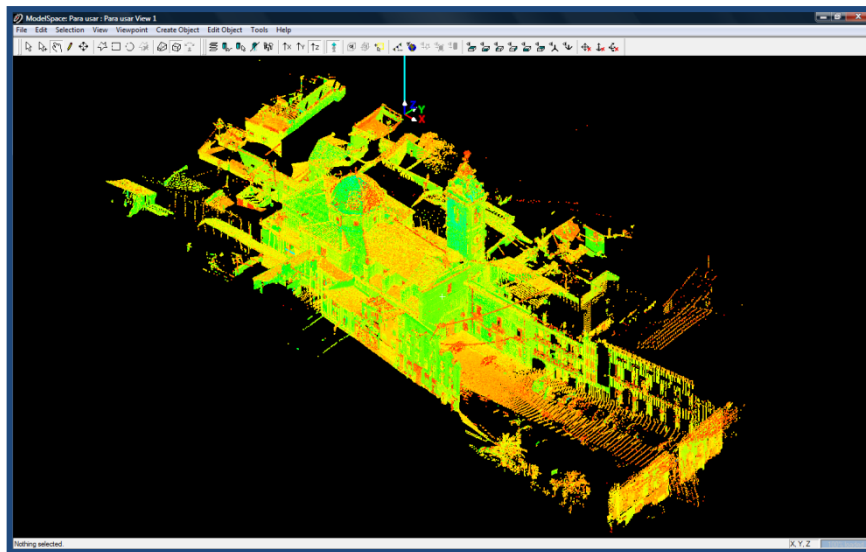 ModelSpace: Para usar : Para usar View 1
File Edit Selection View Viewpoint Create Object Edit Object Tools Help
X Y Z
Z
Y
X
Nothing selected.
X, Y, Z